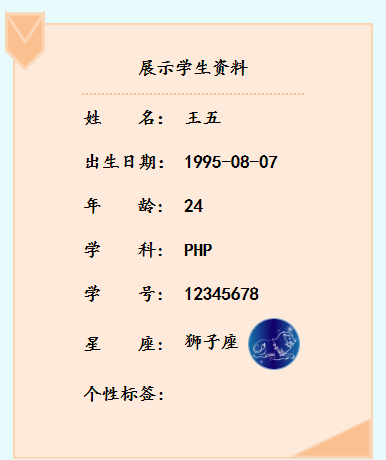 展示学生资料
姓 名： 王五
出生日期： 1995-08-07
年 龄： 24
学 科： PHP
学 号： 12345678
星 座： 狮子座
个性标签：